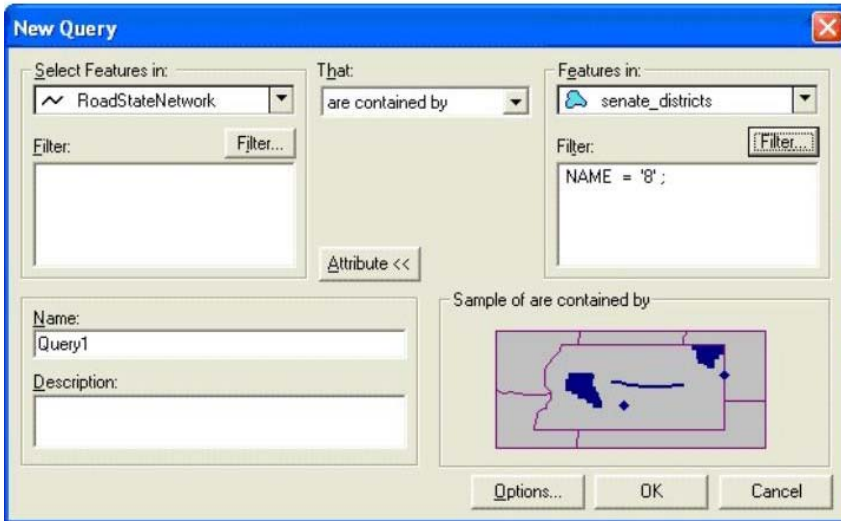 New Query
Select Features in:
RoadStateNetwork
Filter:
Filter...
That:
are contained by
Attribute <<
Features in:
senate_districts
Filter:
Filter...
NAME = '8' ;
Name:
Query1
Description:
Sample of are contained by
Options...
OK
Cancel